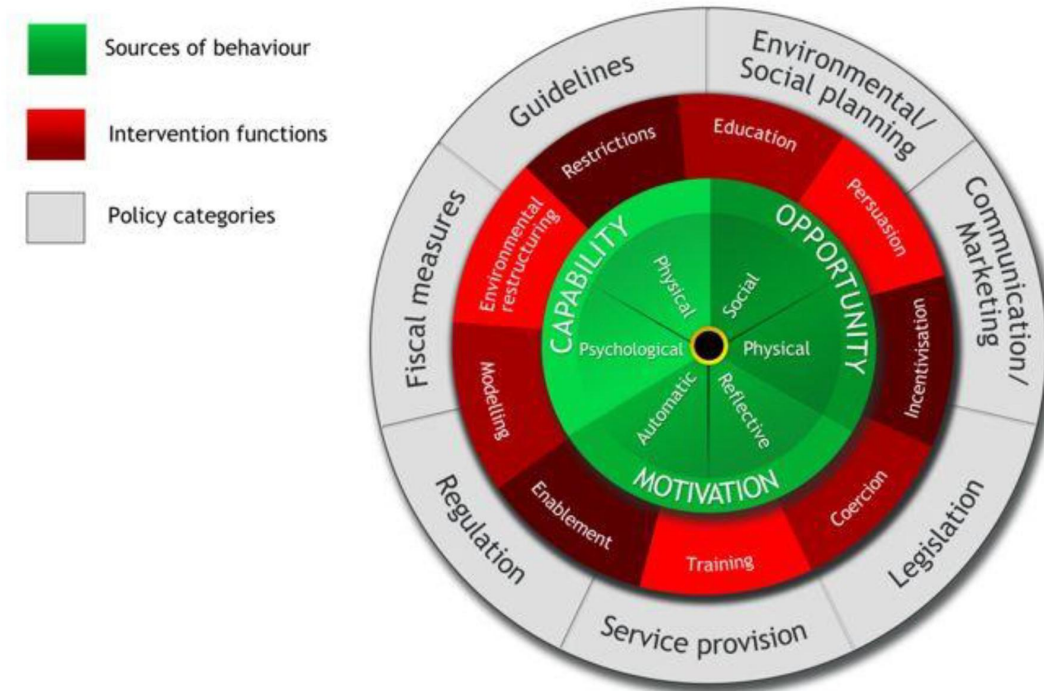 Sources of behaviour
Intervention functions
Policy categories
Guidelines
Environmental/
Social planning
Communication/
Marketing
Legislation
Service provision
Regulation
Fiscal measures
Restrictions
Education
Persuasion
Incentivisation
Coercion
Training
Enablement
Modelling
Environmental
restructuring
CAPABILITY
OPPORTUNITY
MOTIVATION
Physical
Social
Physical
Reflective
Automatic
Psychological